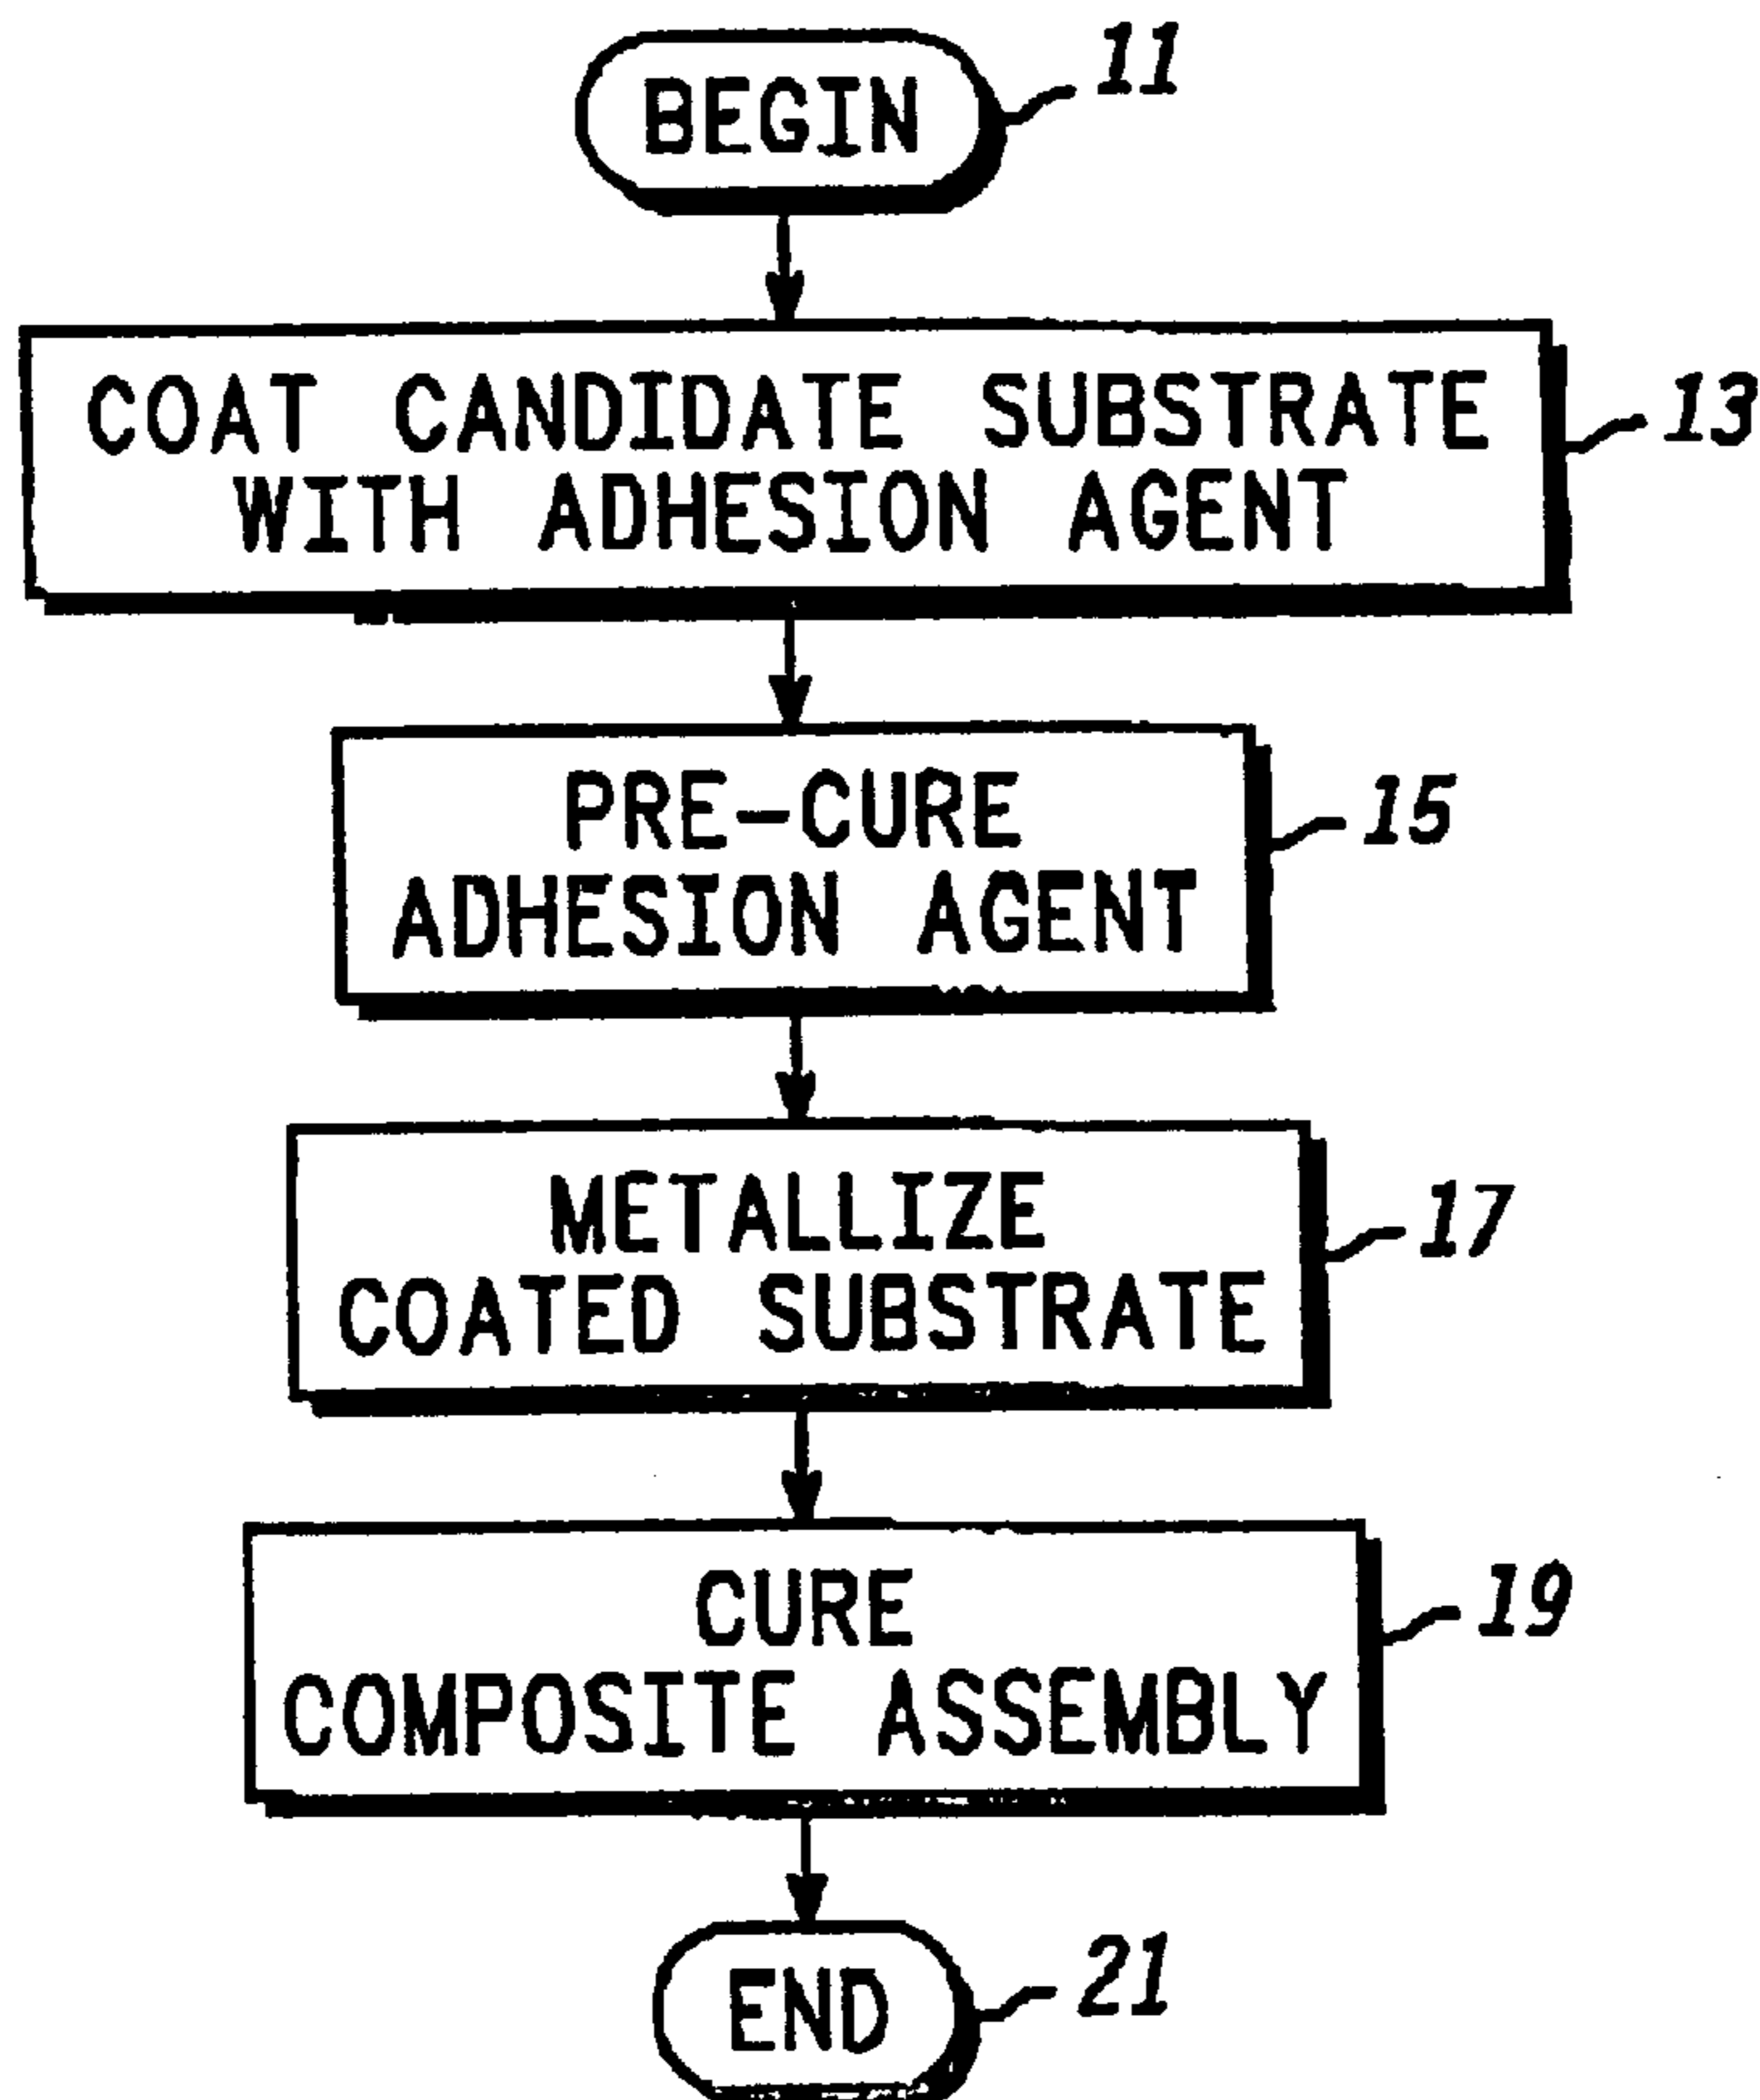 BEGIN
11
COAT CANDIDATE SUBSTRATE
WITH ADHESION AGENT
13
PRE-CURE
ADHESION AGENT
15
METALLIZE
COATED SUBSTRATE
17
CURE
COMPOSITE ASSEMBLY
19
END
21